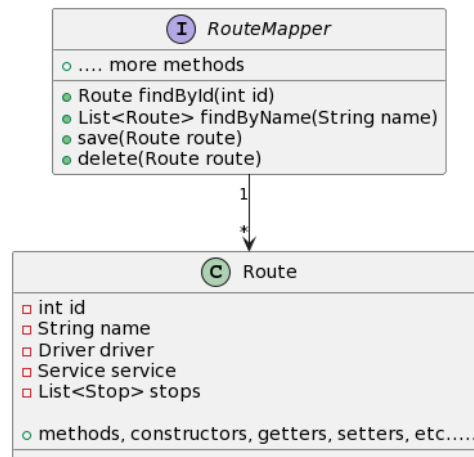 I RouteMapper
.... more methods
Route findById(int id)
List<Route> findByName(String name)
save(Route route)
delete(Route route)
1
*
C Route
int id
String name
Driver driver
Service service
List<Stop> stops
methods, constructors, getters, setters, etc.....